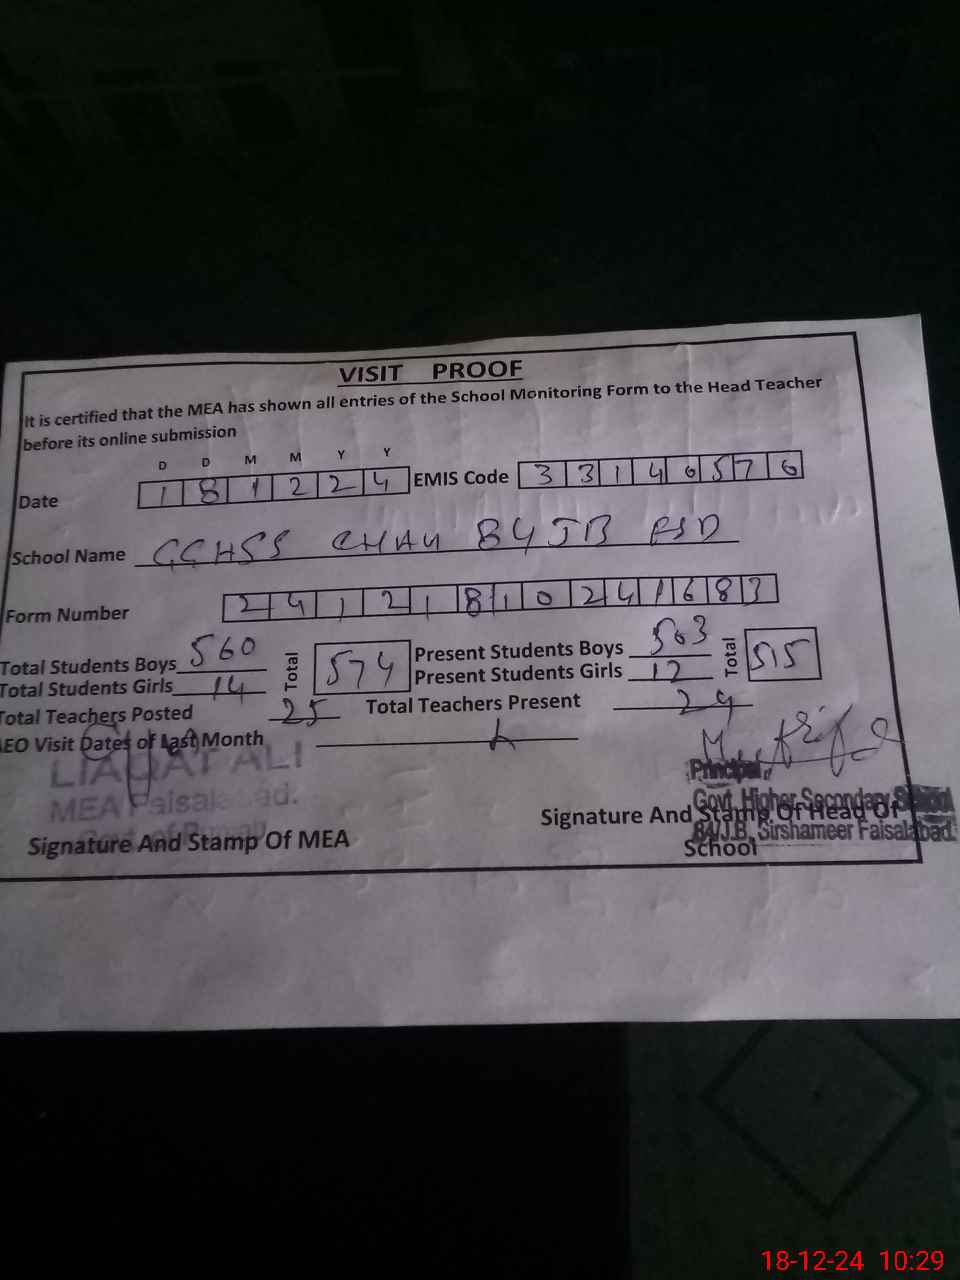 VISIT PROOF
It is certified that the MEA has shown all entries of the School Monitoring Form to the Head Teacher
before its online submission
D D M M Y Y
Date 1 8 1 2 2 4 EMIS Code 3 3 1 4 0 5 7 6
School Name GGHSS CHAK 84 JB FSD
Form Number 2 4 1 2 1 8 1 0 2 4 1 6 8 3
Total Students Boys 560 Total 574 Present Students Boys 503 Total 515
Total Students Girls 14 Present Students Girls 12
Total Teachers Posted 25 Total Teachers Present 24
AEO Visit Dates of Last Month
LIAQAT ALI
MEA Faisalabad.
Signature And Stamp Of MEA
Principal
Govt. Higher Secondary School
84/J.B. Sirshameer Faisalabad.
Signature And Stamp Of Head Of
School
18-12-24 10:29